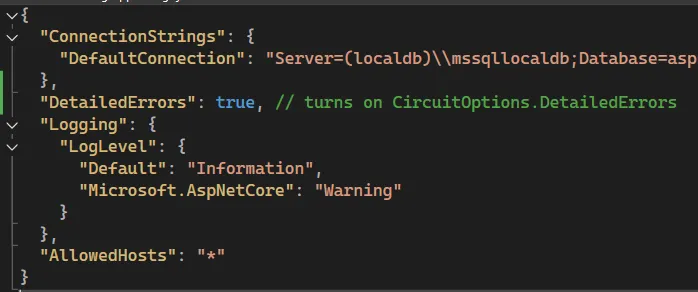 {
"ConnectionStrings": {
"DefaultConnection": "Server=(localdb)\\mssqllocaldb;Database=asp
},
"DetailedErrors": true, // turns on CircuitOptions.DetailedErrors
"Logging": {
"LogLevel": {
"Default": "Information",
"Microsoft.AspNetCore": "Warning"
}
},
"AllowedHosts": "*"
}